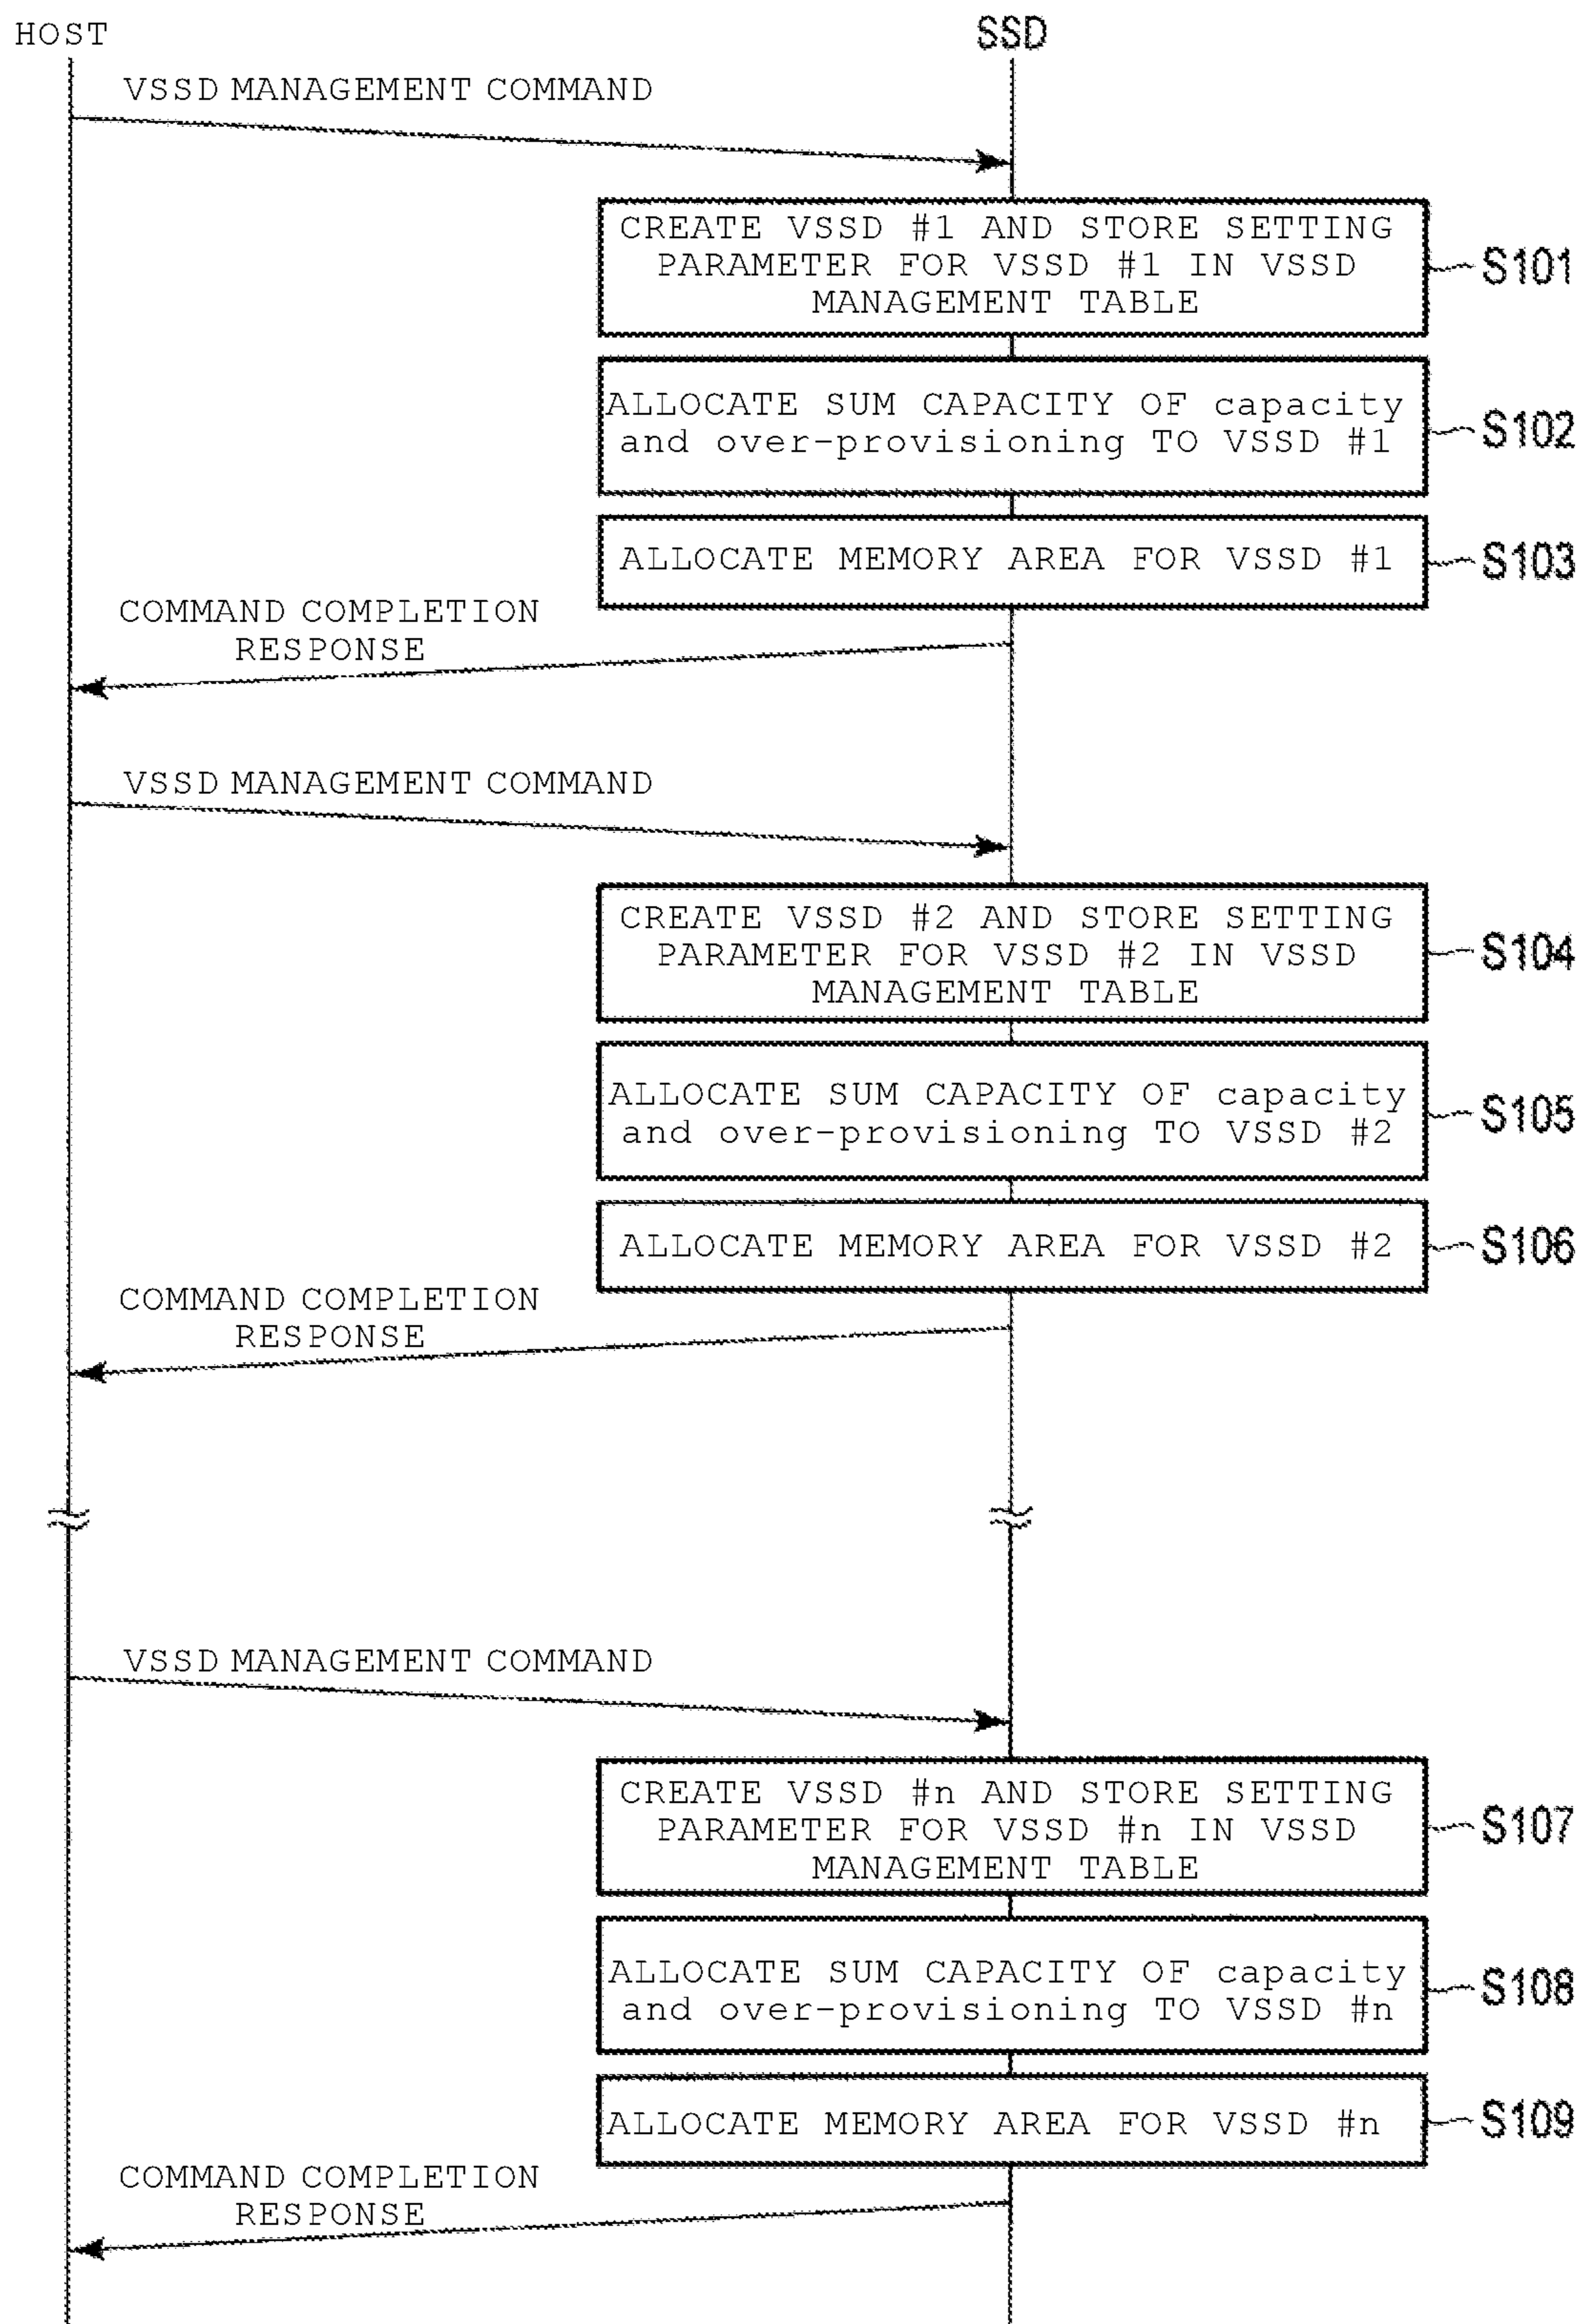 HOST
SSD
VSSD MANAGEMENT COMMAND
CREATE VSSD #1 AND STORE SETTING
PARAMETER FOR VSSD #1 IN VSSD
MANAGEMENT TABLE
S101
ALLOCATE SUM CAPACITY OF capacity
and over-provisioning TO VSSD #1
S102
ALLOCATE MEMORY AREA FOR VSSD #1
S103
COMMAND COMPLETION
RESPONSE
VSSD MANAGEMENT COMMAND
CREATE VSSD #2 AND STORE SETTING
PARAMETER FOR VSSD #2 IN VSSD
MANAGEMENT TABLE
S104
ALLOCATE SUM CAPACITY OF capacity
and over-provisioning TO VSSD #2
S105
ALLOCATE MEMORY AREA FOR VSSD #2
S106
COMMAND COMPLETION
RESPONSE
VSSD MANAGEMENT COMMAND
CREATE VSSD #n AND STORE SETTING
PARAMETER FOR VSSD #n IN VSSD
MANAGEMENT TABLE
S107
ALLOCATE SUM CAPACITY OF capacity
and over-provisioning TO VSSD #n
S108
ALLOCATE MEMORY AREA FOR VSSD #n
S109
COMMAND COMPLETION
RESPONSE